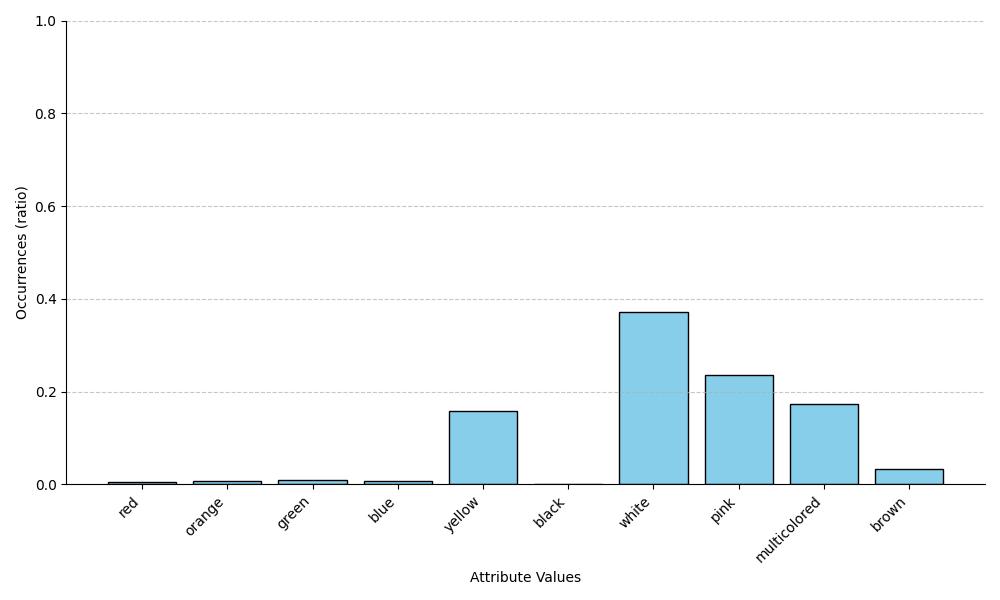 1.0
0.8
0.6
0.4
0.2
0.0
Occurrences (ratio)
red
orange
green
blue
yellow
black
white
pink
multicolored
brown
Attribute Values